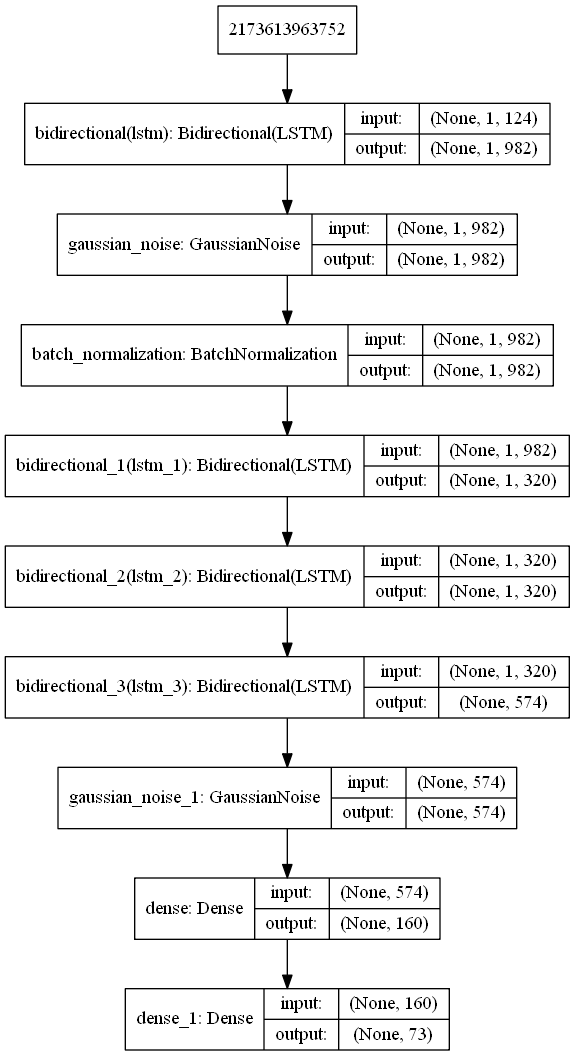 2173613963752
bidirectional(lstm): Bidirectional(LSTM)
input: (None, 1, 124)
output: (None, 1, 982)
gaussian_noise: GaussianNoise
input: (None, 1, 982)
output: (None, 1, 982)
batch_normalization: BatchNormalization
input: (None, 1, 982)
output: (None, 1, 982)
bidirectional_1(lstm_1): Bidirectional(LSTM)
input: (None, 1, 982)
output: (None, 1, 320)
bidirectional_2(lstm_2): Bidirectional(LSTM)
input: (None, 1, 320)
output: (None, 1, 320)
bidirectional_3(lstm_3): Bidirectional(LSTM)
input: (None, 1, 320)
output: (None, 574)
gaussian_noise_1: GaussianNoise
input: (None, 574)
output: (None, 574)
dense: Dense
input: (None, 574)
output: (None, 160)
dense_1: Dense
input: (None, 160)
output: (None, 73)